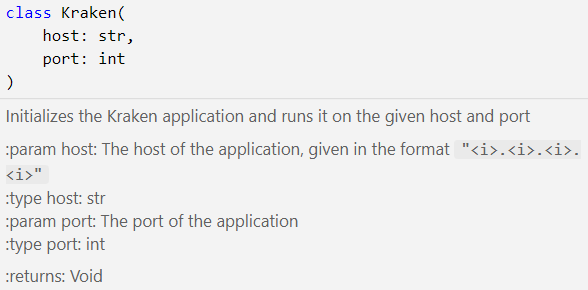 class Kraken(
    host: str,
    port: int
)
Initializes the Kraken application and runs it on the given host and port
:param host: The host of the application, given in the format "<i>.<i>.<i>.
<i>"
:type host: str
:param port: The port of the application
:type port: int
:returns: Void